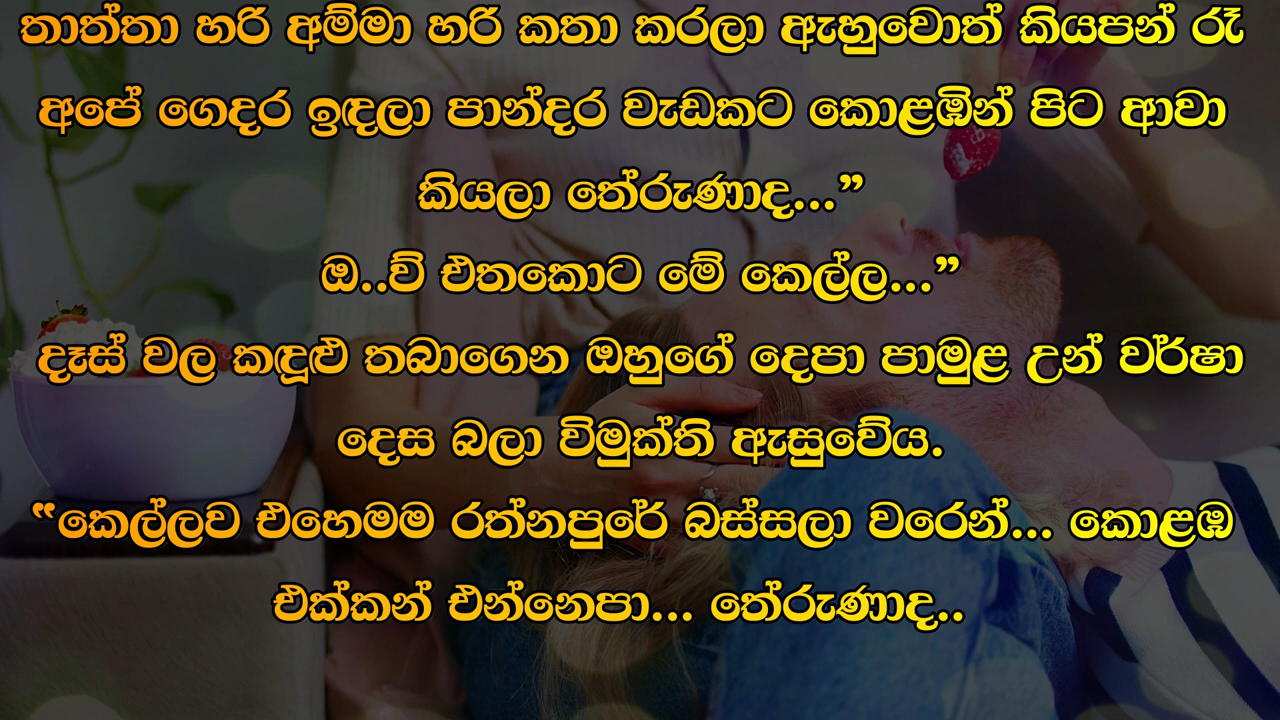 තාත්තා හරි අම්මා හරි කතා කරලා ඇහුවොත් කියපන් රෑ
අපේ ගෙදර ඉඳලා පාන්දර වැඩකට කොළඹින් පිට ආවා
කියලා තේරුණාද...”
ඔ..ව් එතකොට මේ කෙල්ල...”
දෑස් වල කඳූළු තබාගෙන ඔහුගේ දෙපා පාමුළ උන් වර්ෂා
දෙස බලා විමුක්ති ඇසුවේය.
“කෙල්ලව එහෙමම රත්නපුරේ බස්සලා වරෙන්... කොළඹ
එක්කන් එන්නෙපා... තේරුණාද..